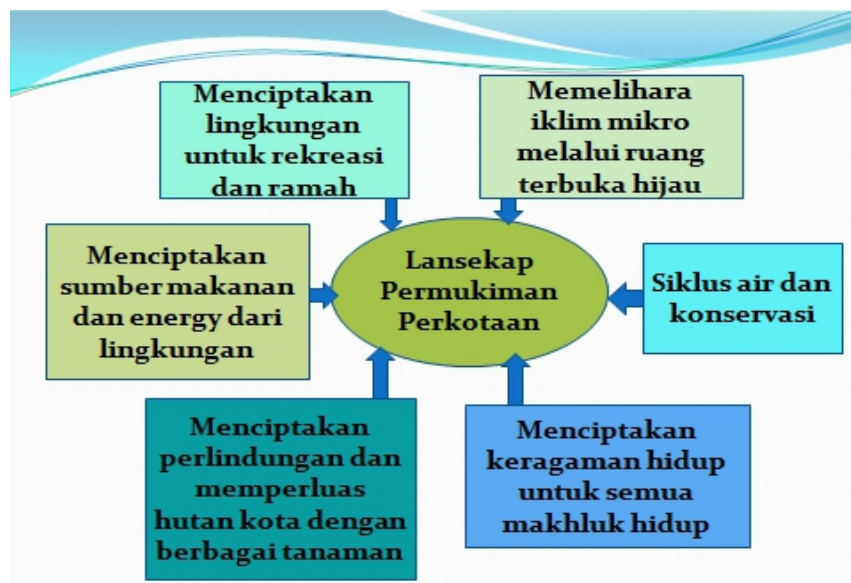 Menciptakan
lingkungan
untuk rekreasi
dan ramah
Memelihara
iklim mikro
melalui ruang
terbuka hijau
Menciptakan
sumber makanan
dan energy dari
lingkungan
Lansekap
Permukiman
Perkotaan
Siklus air dan
konservasi
Menciptakan
perlindungan dan
memperluas
hutan kota dengan
berbagai tanaman
Menciptakan
keragaman hidup
untuk semua
makhluk hidup